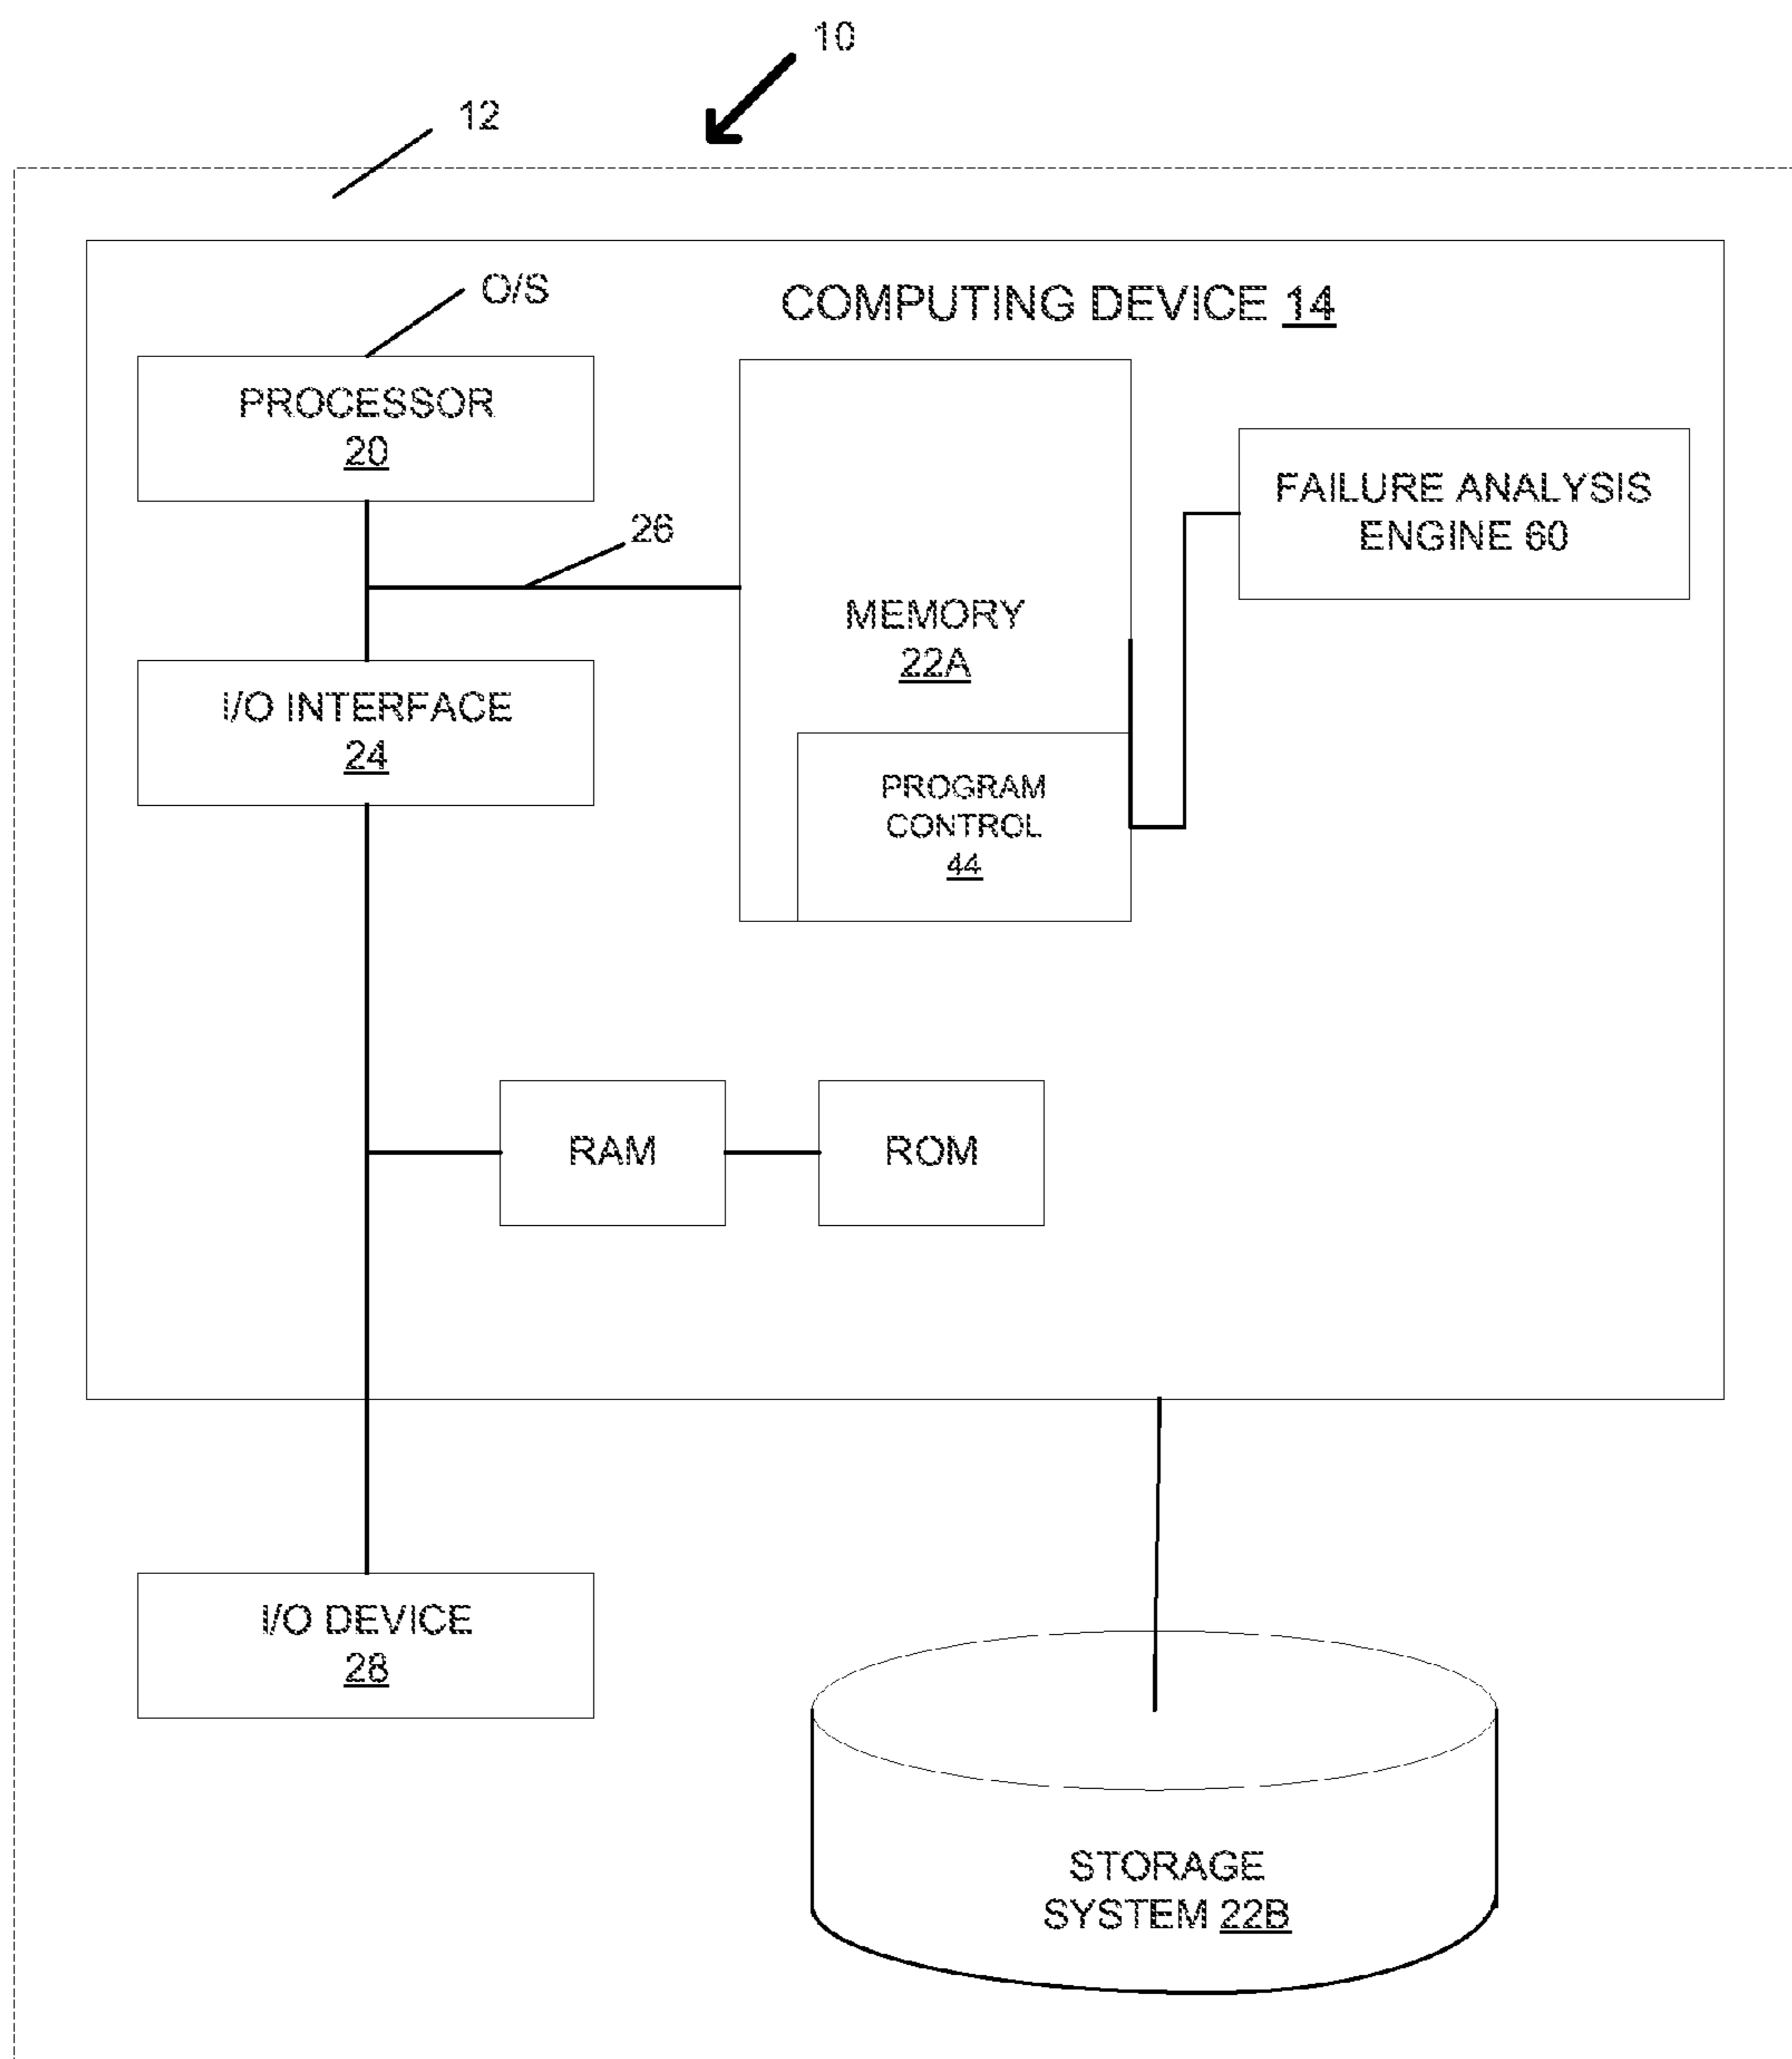 10
12
O/S
COMPUTING DEVICE 14
PROCESSOR
20
26
FAILURE ANALYSIS
ENGINE 60
MEMORY
22A
I/O INTERFACE
24
PROGRAM
CONTROL
44
RAM
ROM
I/O DEVICE
28
STORAGE
SYSTEM 22B